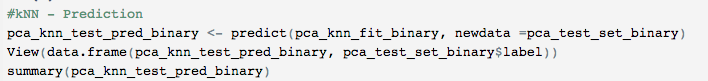 #kNN - Prediction
pca_knn_test_pred_binary <- predict(pca_knn_fit_binary, newdata =pca_test_set_binary)
View(data.frame(pca_knn_test_pred_binary, pca_test_set_binary$label))
summary(pca_knn_test_pred_binary)